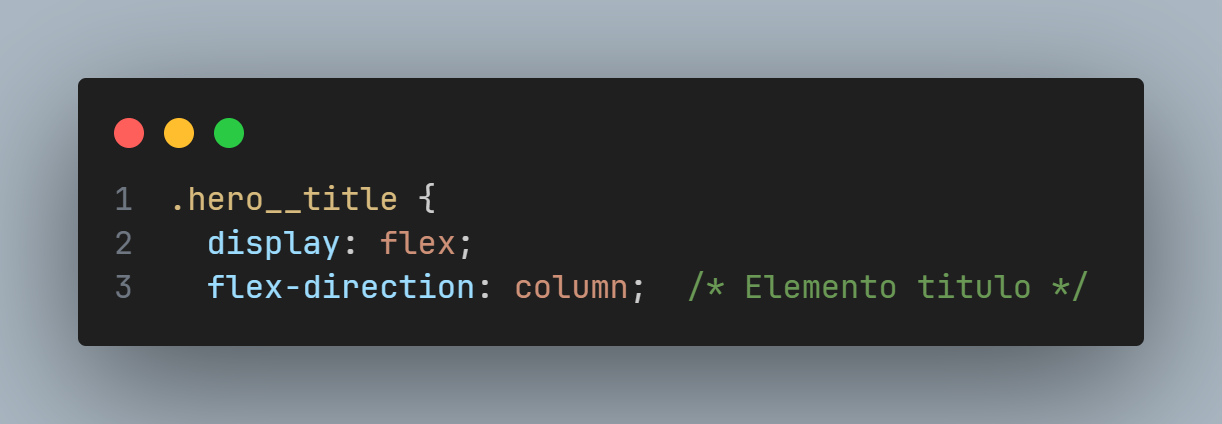 1 .hero__title {
2   display: flex;
3   flex-direction: column;  /* Elemento titulo */